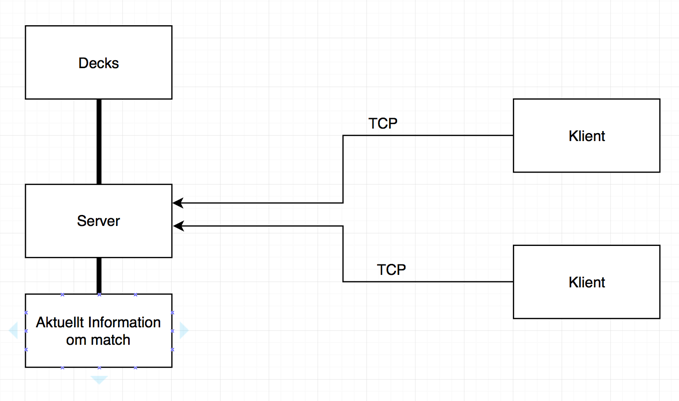 Decks
TCP
Klient
Server
TCP
Klient
Aktuellt Information
om match